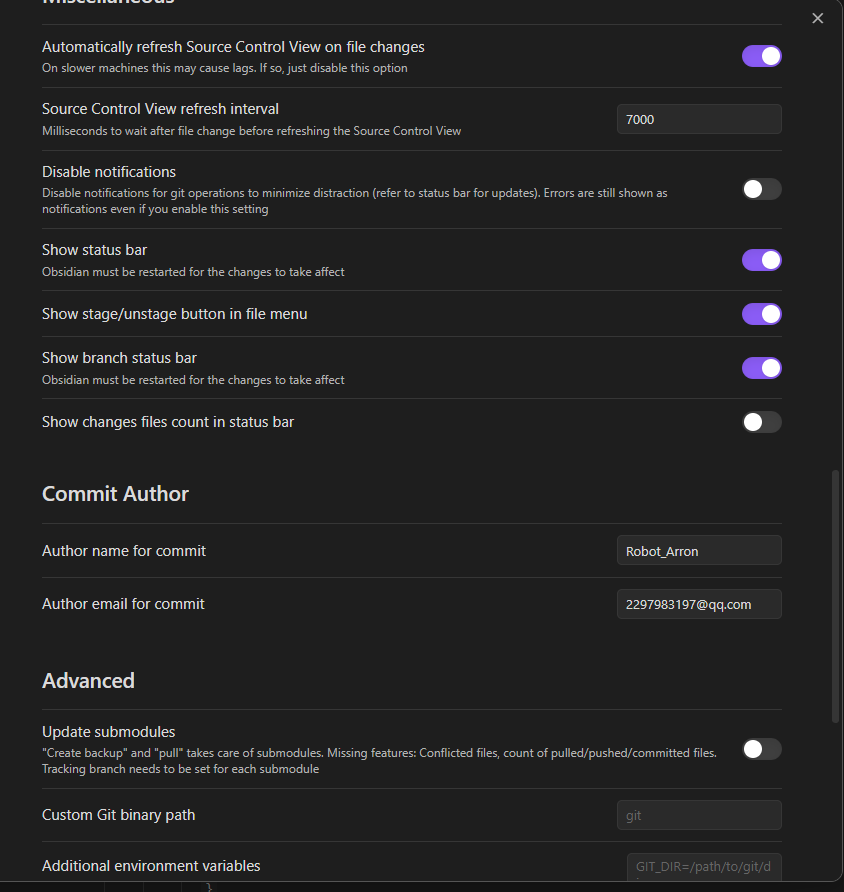 Miscellaneous
Automatically refresh Source Control View on file changes
On slower machines this may cause lags. If so, just disable this option
Source Control View refresh interval
Milliseconds to wait after file change before refreshing the Source Control View
7000
Disable notifications
Disable notifications for git operations to minimize distraction (refer to status bar for updates). Errors are still shown as
notifications even if you enable this setting
Show status bar
Obsidian must be restarted for the changes to take affect
Show stage/unstage button in file menu
Show branch status bar
Obsidian must be restarted for the changes to take affect
Show changes files count in status bar
Commit Author
Author name for commit
Robot_Arron
Author email for commit
2297983197@qq.com
Advanced
Update submodules
"Create backup" and "pull" takes care of submodules. Missing features: Conflicted files, count of pulled/pushed/committed files.
Tracking branch needs to be set for each submodule
Custom Git binary path
git
Additional environment variables
GIT_DIR=/path/to/git/d
}